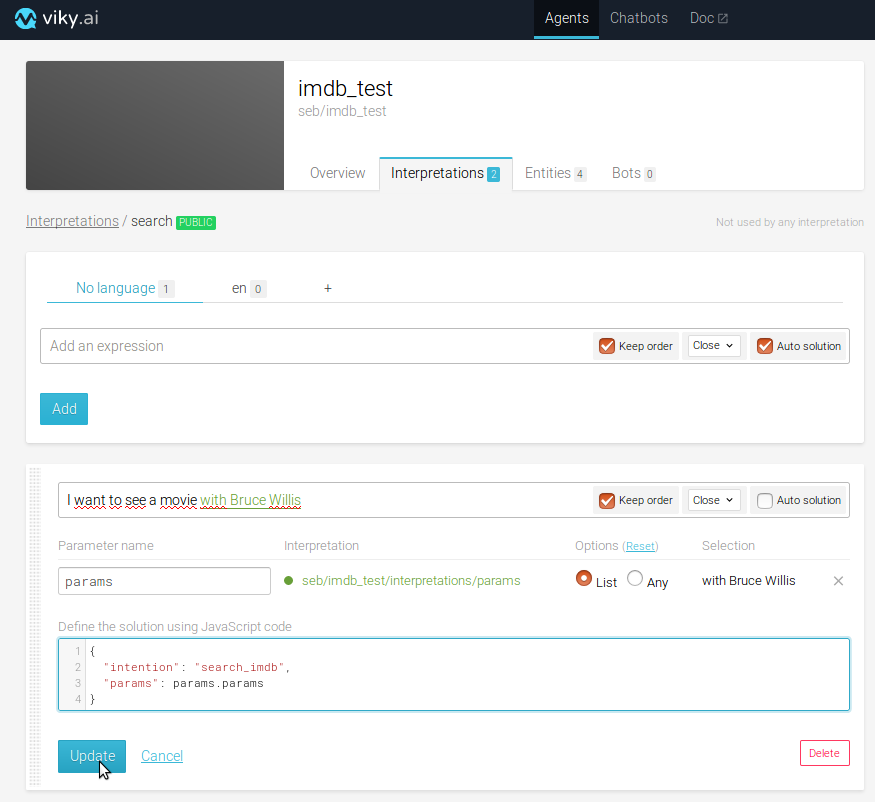 viky.ai Agents Chatbots Doc
imdb_test
seb/imdb_test
Overview Interpretations 2 Entities 4 Bots 0
Interpretations / search PUBLIC Not used by any interpretation
No language 1 en 0 +
Add an expression Keep order Close Auto solution
Add
I want to see a movie with Bruce Willis Keep order Close Auto solution
Parameter name Interpretation Options (Reset) Selection
params seb/imdb_test/interpretations/params List Any with Bruce Willis
Define the solution using JavaScript code
1 {
2 "intention": "search_imdb",
3 "params": params.params
4 }
Update Cancel Delete